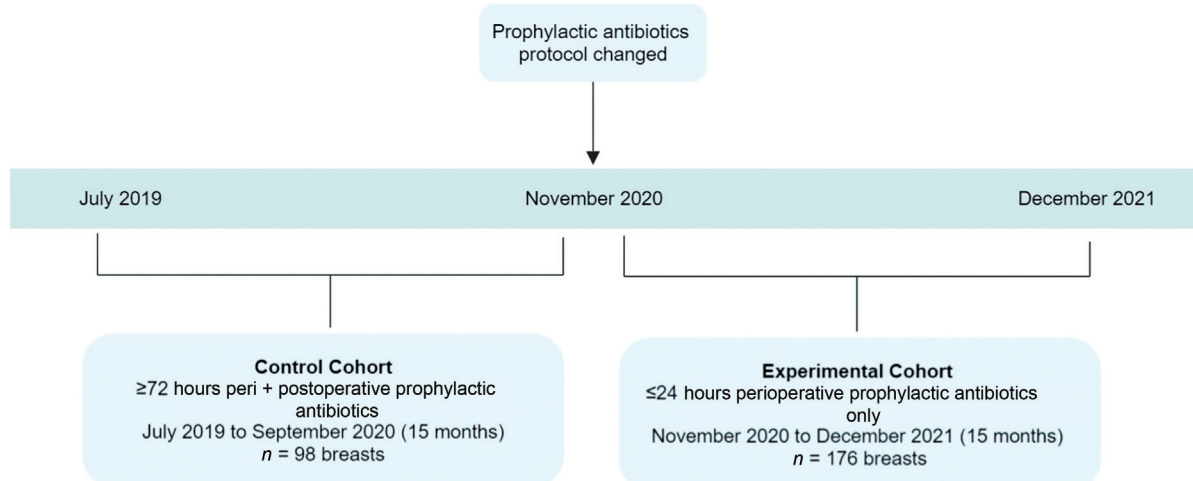 Prophylactic antibiotics
protocol changed
July 2019
November 2020
December 2021
Control Cohort
≥72 hours peri + postoperative prophylactic
antibiotics
July 2019 to September 2020 (15 months)
n = 98 breasts
Experimental Cohort
≤24 hours perioperative prophylactic antibiotics
only
November 2020 to December 2021 (15 months)
n = 176 breasts